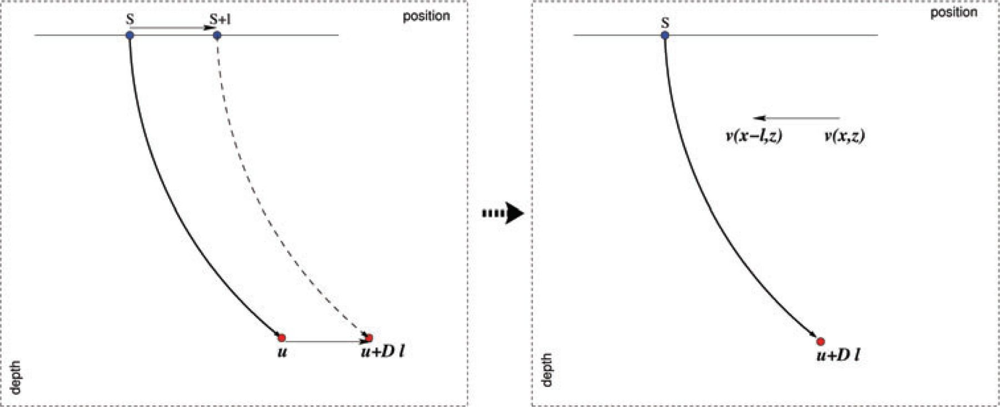 position
S S+l
u u+D l
depth
position
S
v(x−l,z) v(x,z)
u+D l
depth